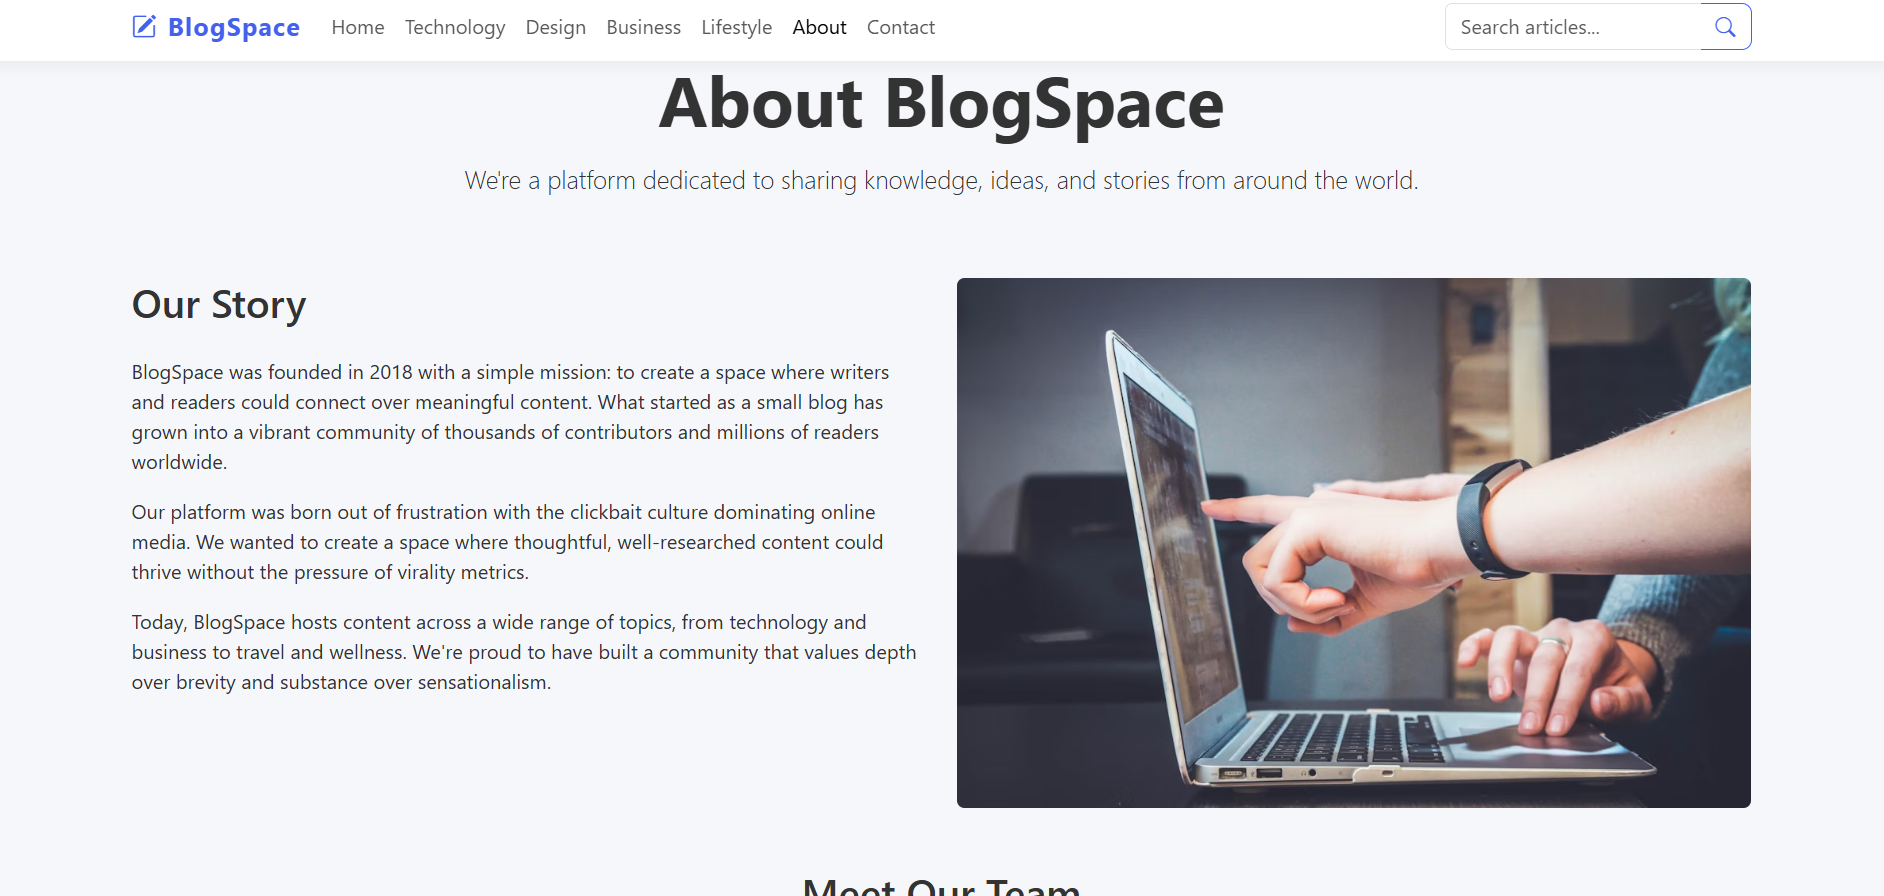 BlogSpace Home Technology Design Business Lifestyle About Contact Search articles...
About BlogSpace
We're a platform dedicated to sharing knowledge, ideas, and stories from around the world.
Our Story
BlogSpace was founded in 2018 with a simple mission: to create a space where writers
and readers could connect over meaningful content. What started as a small blog has
grown into a vibrant community of thousands of contributors and millions of readers
worldwide.
Our platform was born out of frustration with the clickbait culture dominating online
media. We wanted to create a space where thoughtful, well-researched content could
thrive without the pressure of virality metrics.
Today, BlogSpace hosts content across a wide range of topics, from technology and
business to travel and wellness. We're proud to have built a community that values depth
over brevity and substance over sensationalism.
Meet Our Team